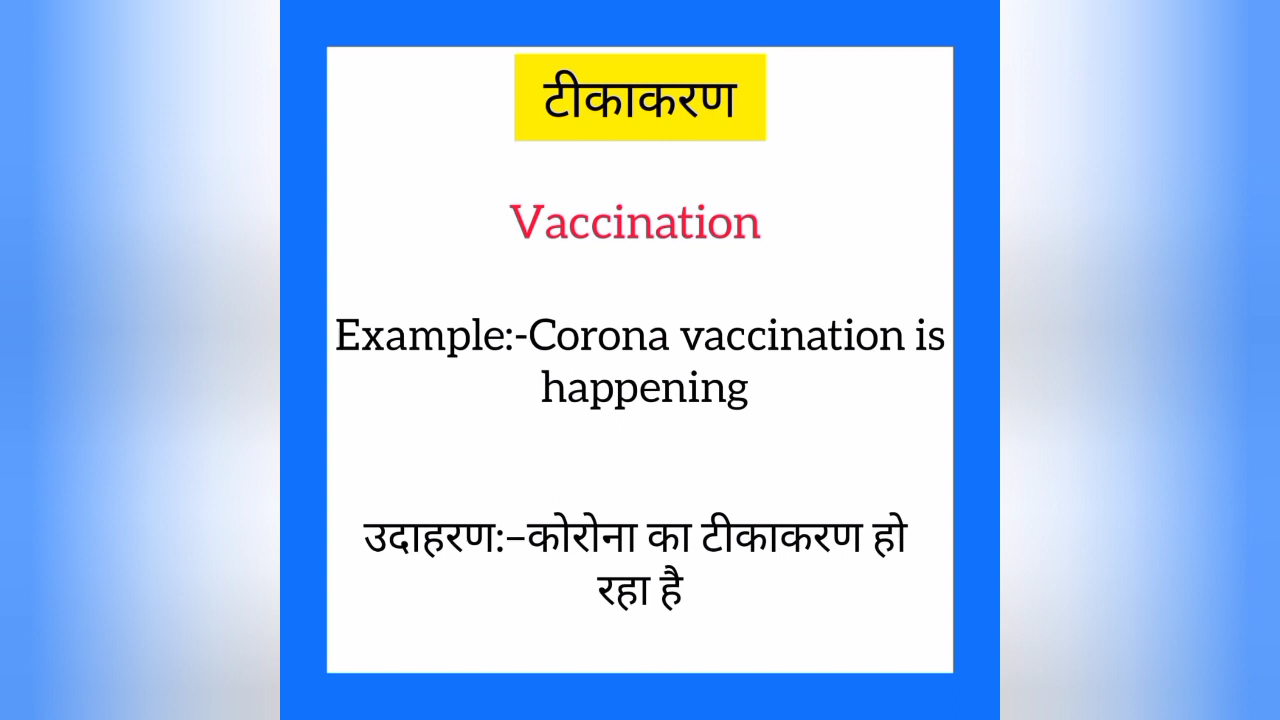 टीकाकरण
Vaccination
Example:-Corona vaccination is
happening
उदाहरण:–कोरोना का टीकाकरण हो
रहा है